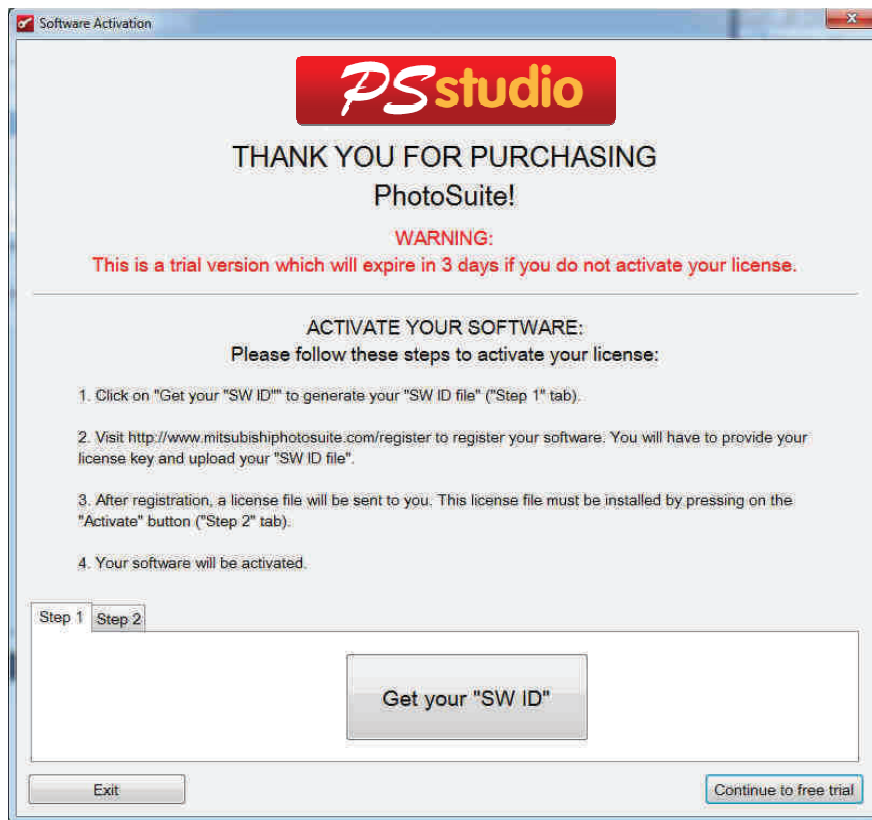 Software Activation
PSstudio
THANK YOU FOR PURCHASING
PhotoSuite!
WARNING:
This is a trial version which will expire in 3 days if you do not activate your license.
ACTIVATE YOUR SOFTWARE:
Please follow these steps to activate your license:
1. Click on "Get your "SW ID"" to generate your "SW ID file" ("Step 1" tab).
2. Visit http://www.mitsubishiphotosuite.com/register to register your software. You will have to provide your
license key and upload your "SW ID file".
3. After registration, a license file will be sent to you. This license file must be installed by pressing on the
"Activate" button ("Step 2" tab).
4. Your software will be activated.
Step 1 Step 2
Get your "SW ID"
Exit Continue to free trial